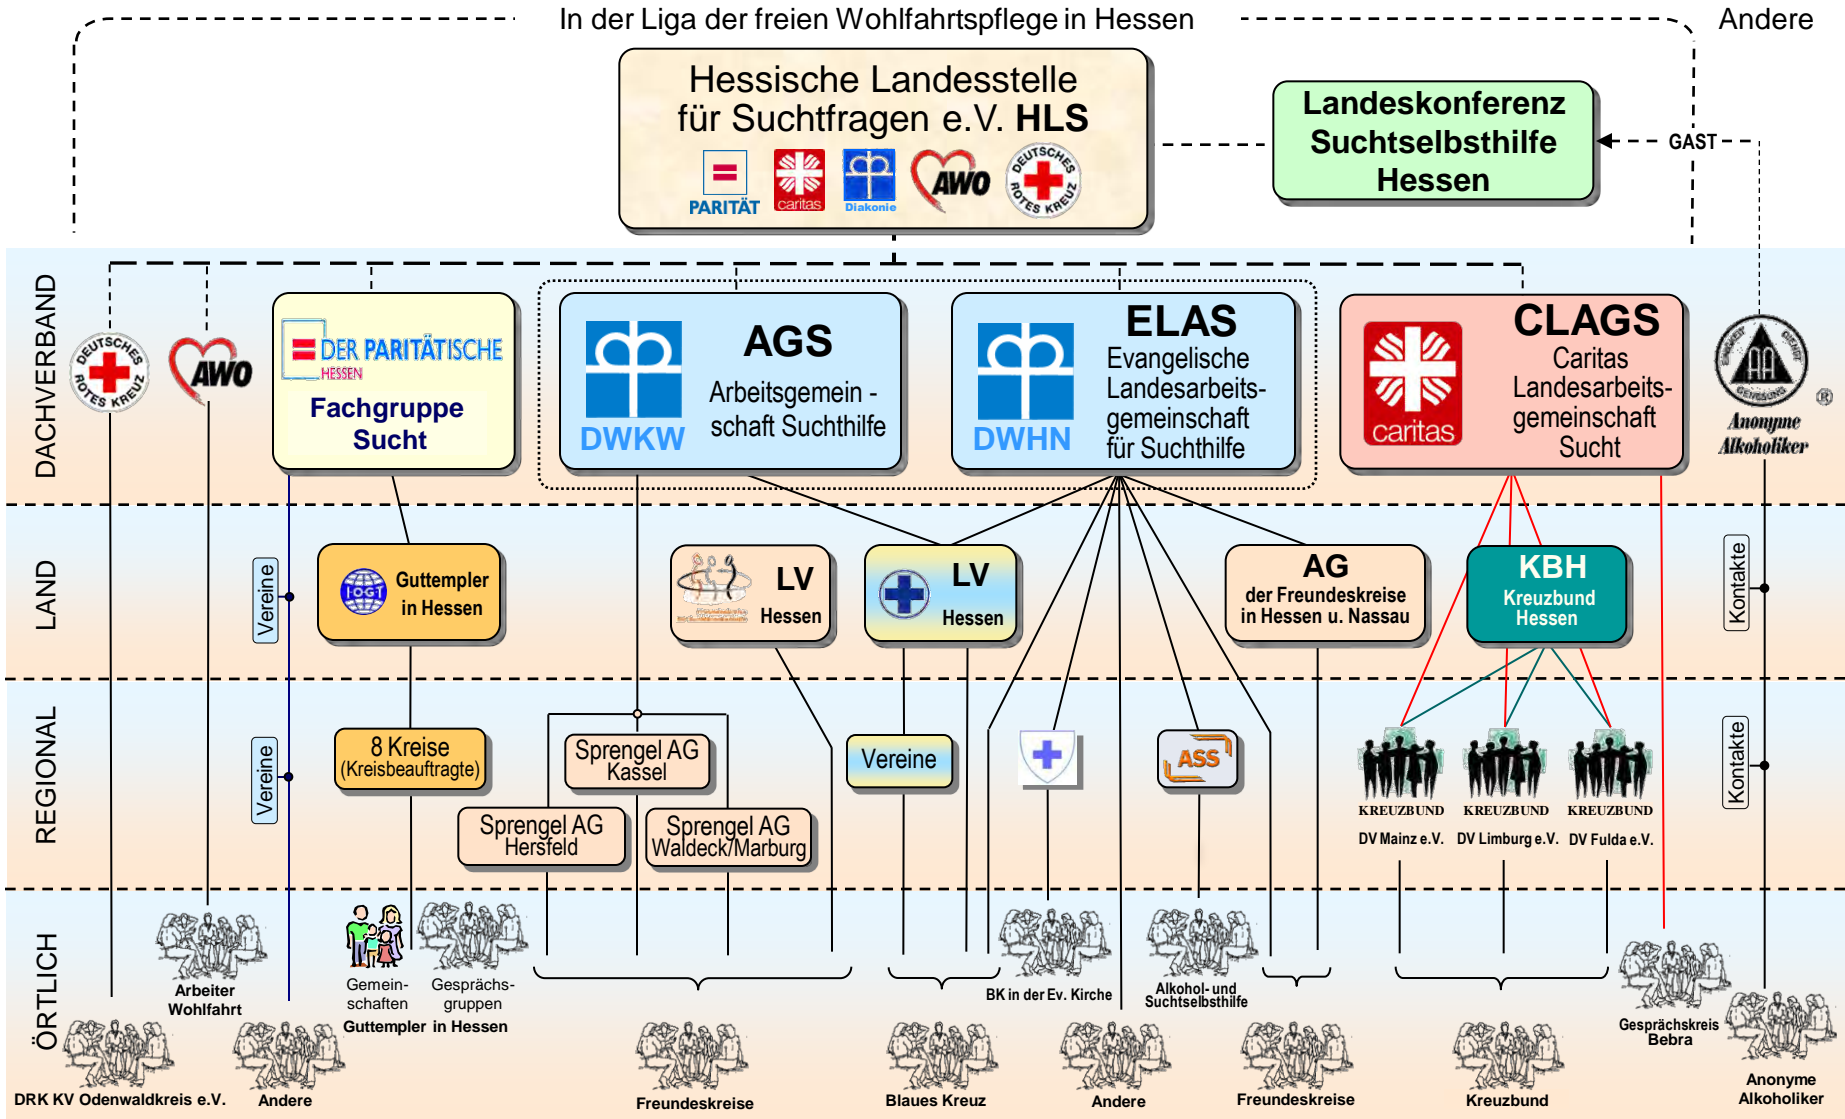 In der Liga der freien Wohlfahrtspflege in Hessen
Andere
Hessische Landesstelle
für Suchtfragen e.V. HLS
PARITÄT
caritas
Diakonie
AWO
DEUTSCHES
ROTES KREUZ
Landeskonferenz
Suchtselbsthilfe
Hessen
GAST
DACHVERBAND
DEUTSCHES
ROTES KREUZ
AWO
DER PARITÄTISCHE
HESSEN
Fachgruppe
Sucht
DWKW
AGS
Arbeitsgemein -
schaft Suchthilfe
DWHN
ELAS
Evangelische
Landesarbeits-
gemeinschaft
für Suchthilfe
caritas
CLAGS
Caritas
Landesarbeits-
gemeinschaft
Sucht
EINIGKEIT DIENST
AA
GENESUNG
®
Anonyme
Alkoholiker
LAND
Vereine
I·O·G·T
Guttempler
in Hessen
LV
Hessen
LV
Hessen
AG
der Freundeskreise
in Hessen u. Nassau
KBH
Kreuzbund
Hessen
Kontakte
REGIONAL
Vereine
8 Kreise
(Kreisbeauftragte)
Sprengel AG
Kassel
Sprengel AG
Hersfeld
Sprengel AG
Waldeck/Marburg
Vereine
ASS
KREUZBUND
DV Mainz e.V.
KREUZBUND
DV Limburg e.V.
KREUZBUND
DV Fulda e.V.
Kontakte
ÖRTLICH
DRK KV Odenwaldkreis e.V.
Arbeiter
Wohlfahrt
Andere
Gemein-
schaften
Gesprächs-
gruppen
Guttempler in Hessen
Freundeskreise
Blaues Kreuz
BK in der Ev. Kirche
Andere
Alkohol- und
Suchtselbsthilfe
Freundeskreise
Kreuzbund
Gesprächskreis
Bebra
Anonyme
Alkoholiker